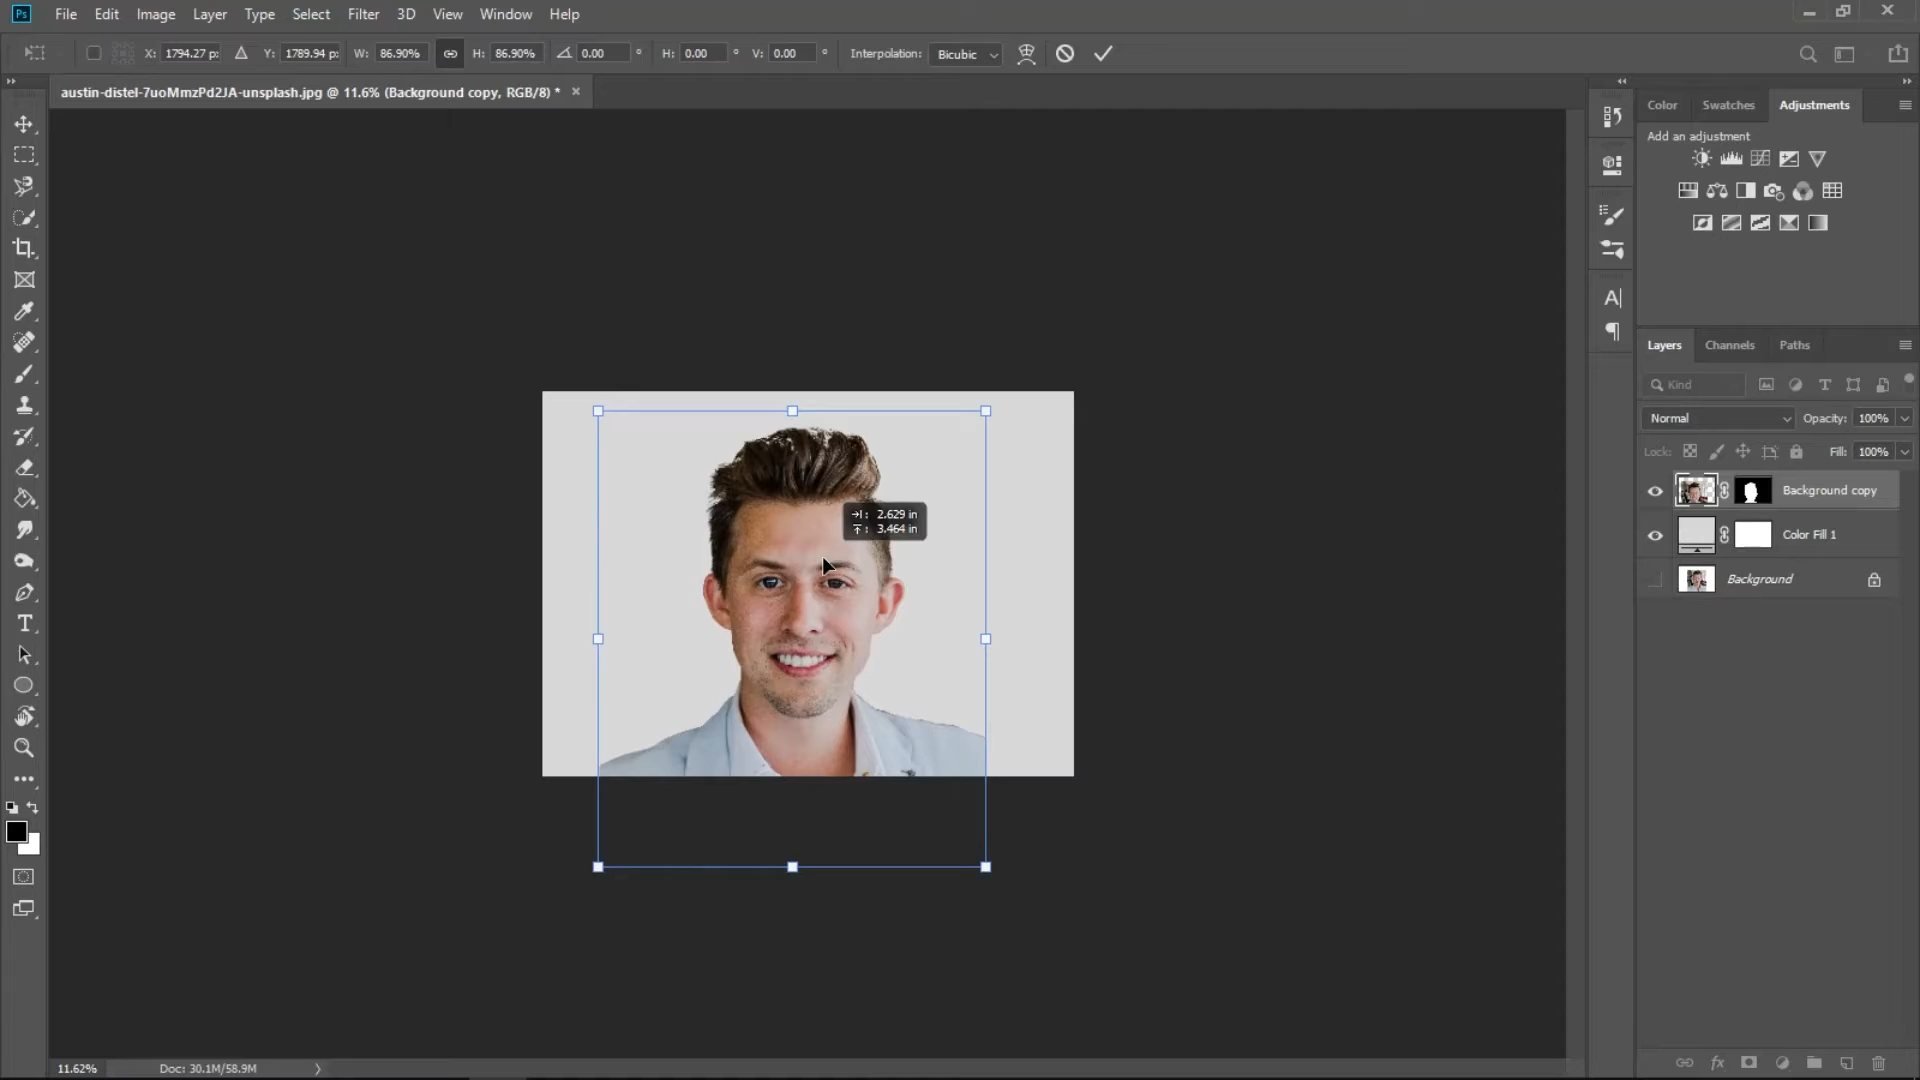 Ps File Edit Image Layer Type Select Filter 3D View Window Help
X: 1794.27 p: Δ Y: 1789.94 p: W: 86.90% H: 86.90% 0.00 ° H: 0.00 ° V: 0.00 ° Interpolation: Bicubic
austin-distel-7uoMmzPd2JA-unsplash.jpg @ 11.6% (Background copy, RGB/8) * ×
Color Swatches Adjustments
Add an adjustment
Layers Channels Paths
Kind
Normal Opacity: 100%
Lock: Fill: 100%
Background copy
Color Fill 1
Background
2.629 in
3.464 in
11.62% Doc: 30.1M/58.9M